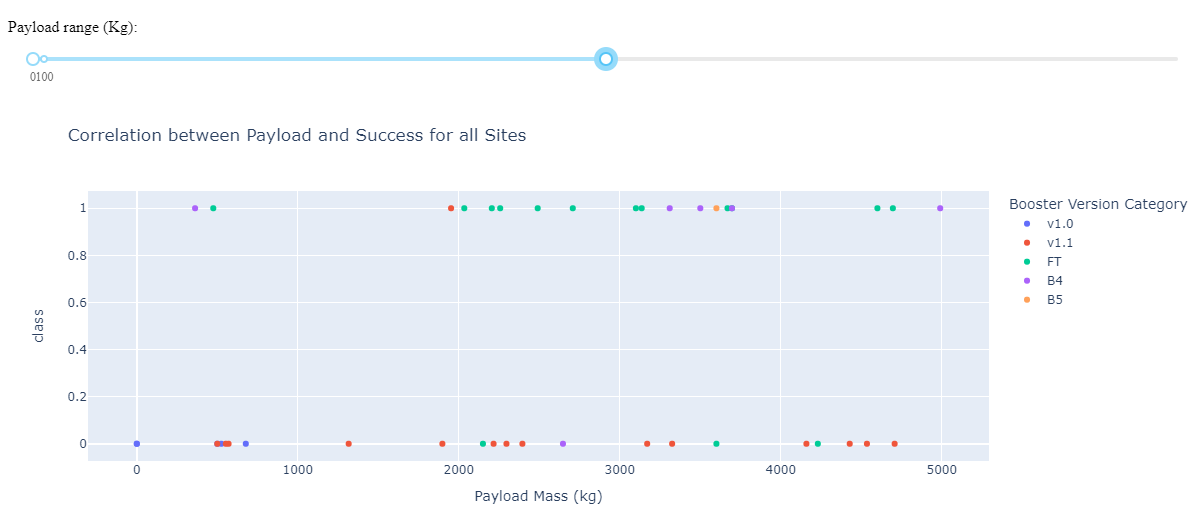 Payload range (Kg):
0100
Correlation between Payload and Success for all Sites
Booster Version Category
v1.0
v1.1
FT
B4
B5
class
1
0.8
0.6
0.4
0.2
0
0 1000 2000 3000 4000 5000
Payload Mass (kg)